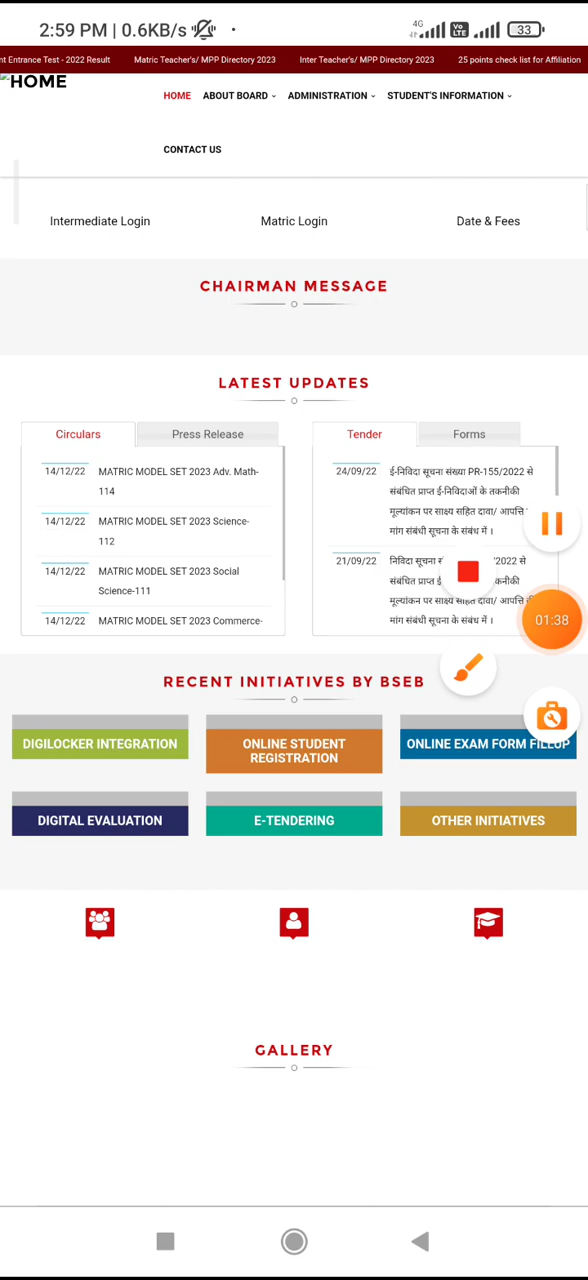 2:59 PM | 0.6KB/s
4G
Vo LTE
33
nt Entrance Test - 2022 Result Matric Teacher's/ MPP Directory 2023 Inter Teacher's/ MPP Directory 2023 25 points check list for Affiliation
HOME
HOME ABOUT BOARD ADMINISTRATION STUDENT'S INFORMATION
CONTACT US
Intermediate Login Matric Login Date & Fees
CHAIRMAN MESSAGE
LATEST UPDATES
Circulars Press Release
14/12/22 MATRIC MODEL SET 2023 Adv. Math-
114
14/12/22 MATRIC MODEL SET 2023 Science-
112
14/12/22 MATRIC MODEL SET 2023 Social
Science-111
14/12/22 MATRIC MODEL SET 2023 Commerce-
Tender Forms
24/09/22 ई-निविदा सूचना संख्या PR-155/2022 से
संबंधित प्राप्त ई-निविदाओं के तकनीकी
मूल्यांकन पर साक्ष्य सहित दावा/ आपत्ति
मांग संबंधी सूचना के संबंध में ।
21/09/22 निविदा सूचना /2022 से
संबंधित प्राप्त
मूल्यांकन पर साक्ष्य सहित दावा/ आपत्ति
मांग संबंधी सूचना के संबंध में ।
01:38
RECENT INITIATIVES BY BSEB
DIGILOCKER INTEGRATION
ONLINE STUDENT
REGISTRATION
ONLINE EXAM FORM FILLUP
DIGITAL EVALUATION
E-TENDERING
OTHER INITIATIVES
GALLERY